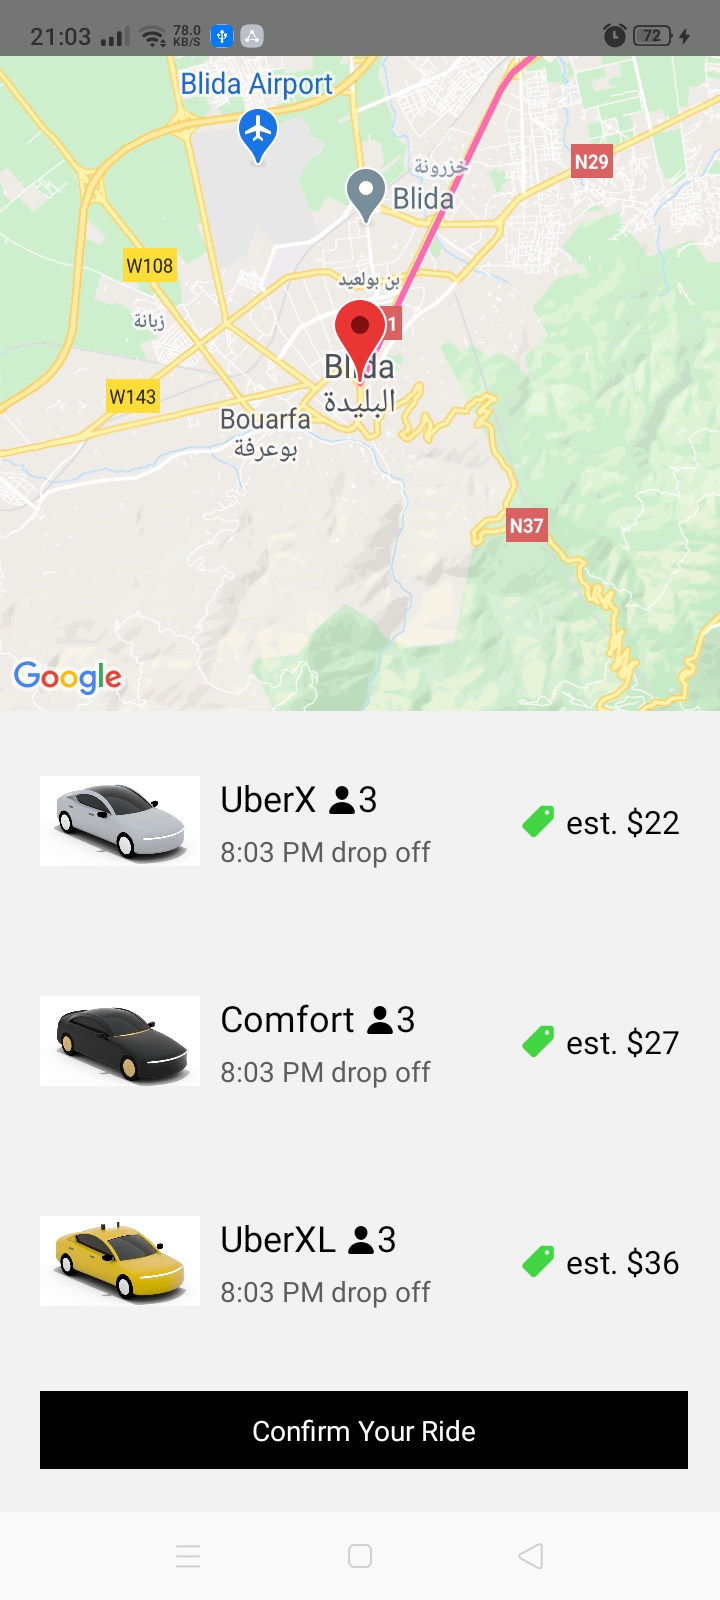 21:03 78.0 KB/S 72
Blida Airport
خزرونة
N29
Blida
W108
بن بولعيد
زبانة
1
Blida
البليدة
W143
Bouarfa
بوعرفة
N37
Google
UberX 3
8:03 PM drop off
est. $22
Comfort 3
8:03 PM drop off
est. $27
UberXL 3
8:03 PM drop off
est. $36
Confirm Your Ride